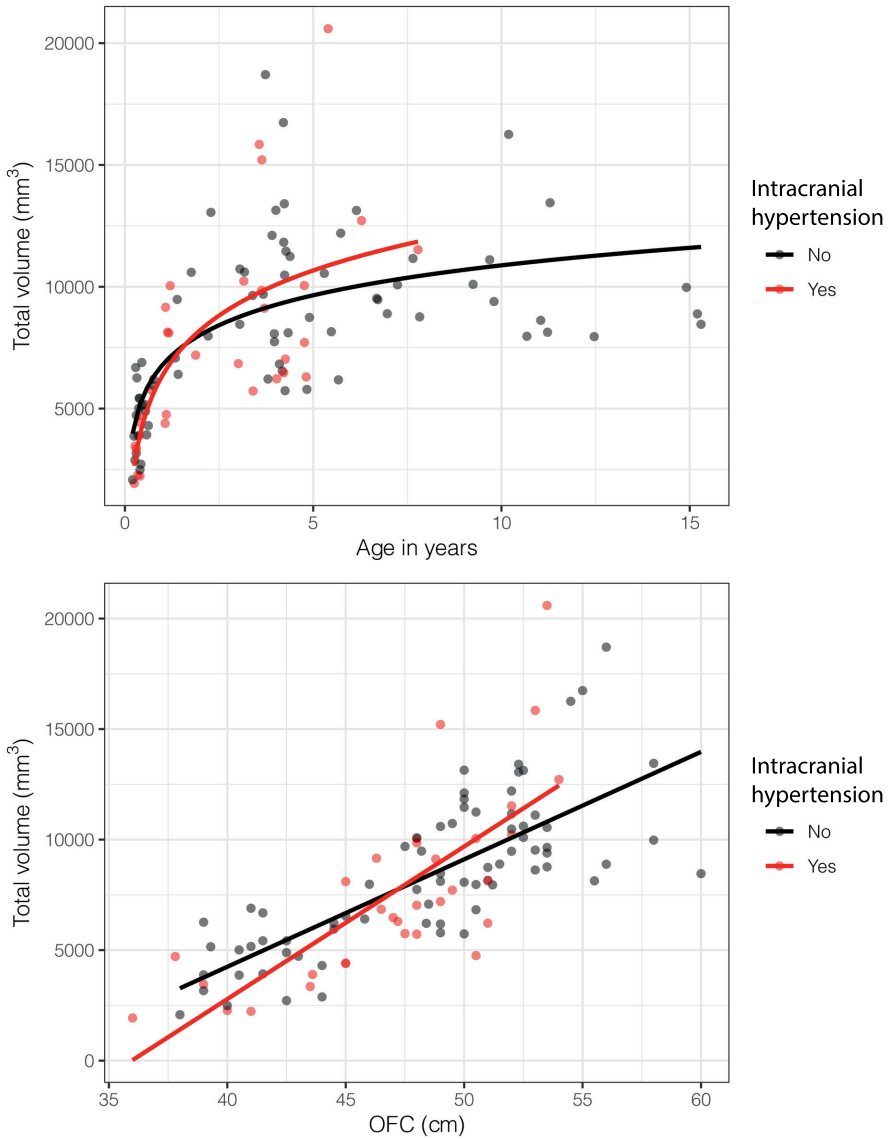 20000
15000
10000
5000
Total volume (mm³)
0
5
10
15
Age in years
Intracranial
hypertension
No
Yes
20000
15000
10000
5000
0
Total volume (mm³)
35
40
45
50
55
60
OFC (cm)
Intracranial
hypertension
No
Yes